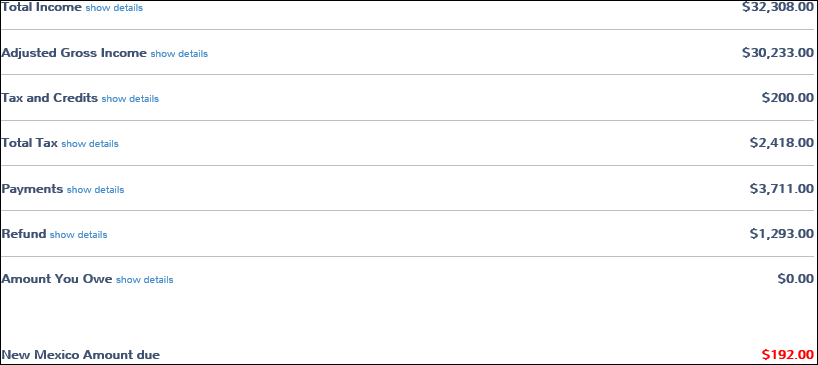 Total Income show details $32,308.00
Adjusted Gross Income show details $30,233.00
Tax and Credits show details $200.00
Total Tax show details $2,418.00
Payments show details $3,711.00
Refund show details $1,293.00
Amount You Owe show details $0.00
New Mexico Amount due $192.00